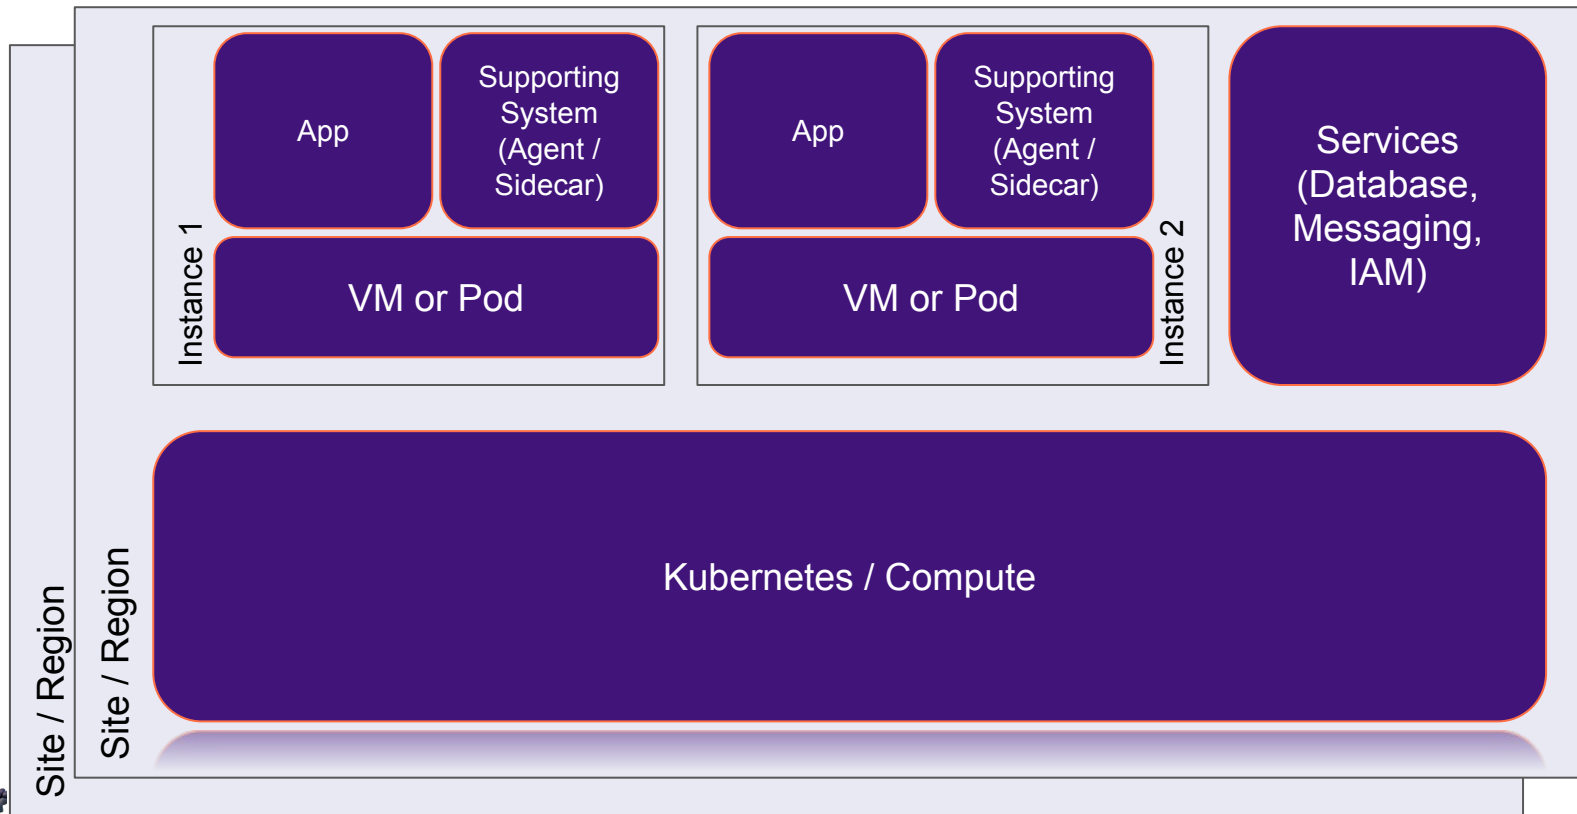 App
Supporting
System
(Agent /
Sidecar)
VM or Pod
Instance 1
App
Supporting
System
(Agent /
Sidecar)
VM or Pod
Instance 2
Services
(Database,
Messaging,
IAM)
Kubernetes / Compute
Site / Region
Site / Region